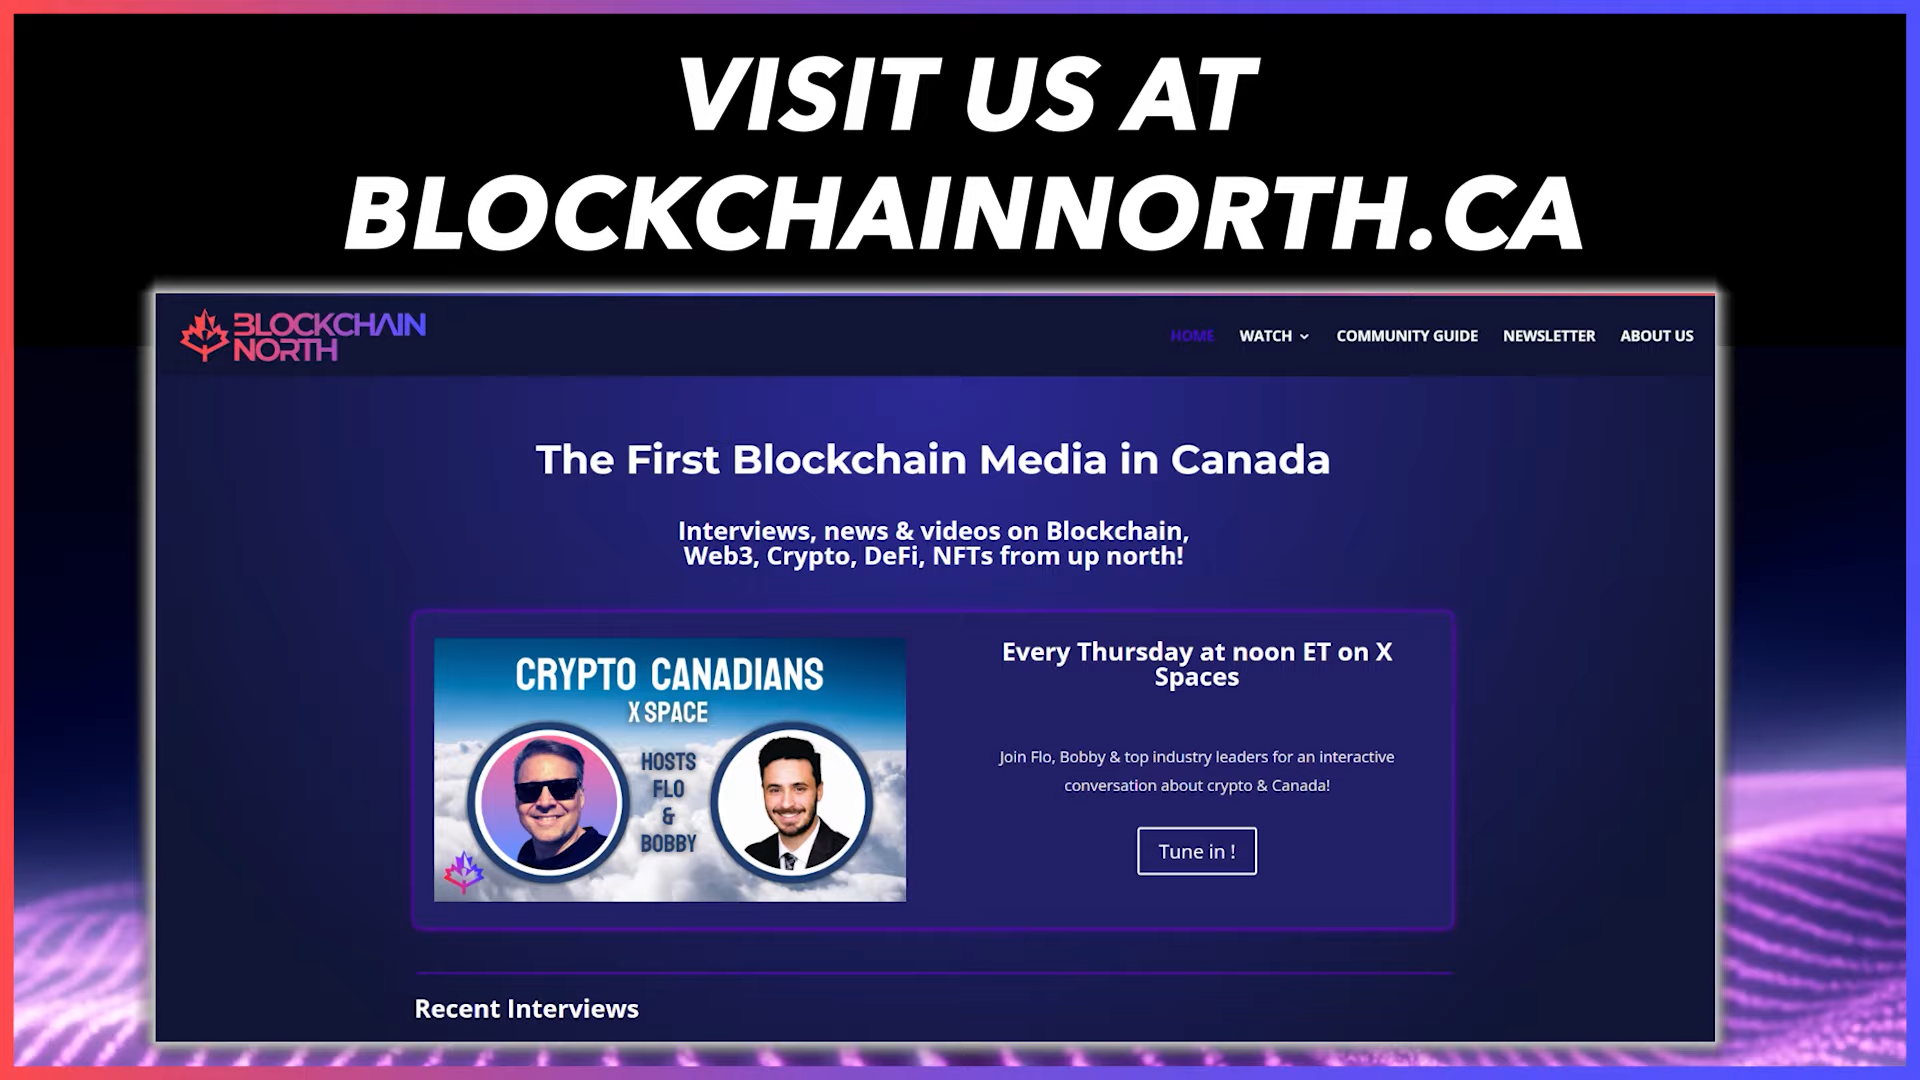 VISIT US AT
BLOCKCHAINNORTH.CA
BLOCKCHAIN
NORTH
HOME
WATCH
COMMUNITY GUIDE
NEWSLETTER
ABOUT US
The First Blockchain Media in Canada
Interviews, news & videos on Blockchain,
Web3, Crypto, DeFi, NFTs from up north!
CRYPTO CANADIANS
X SPACE
HOSTS
FLO
&
BOBBY
Every Thursday at noon ET on X
Spaces
Join Flo, Bobby & top industry leaders for an interactive
conversation about crypto & Canada!
Tune in !
Recent Interviews